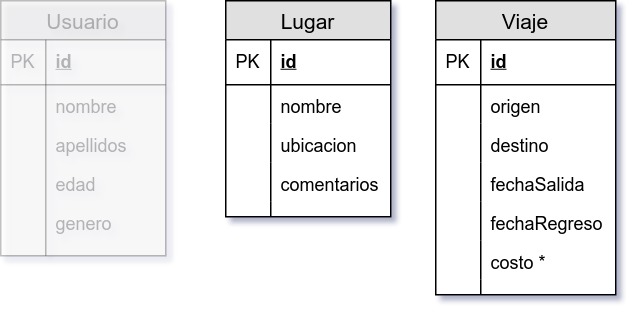 Usuario
PK id
nombre
apellidos
edad
genero
Lugar
PK id
nombre
ubicacion
comentarios
Viaje
PK id
origen
destino
fechaSalida
fechaRegreso
costo *